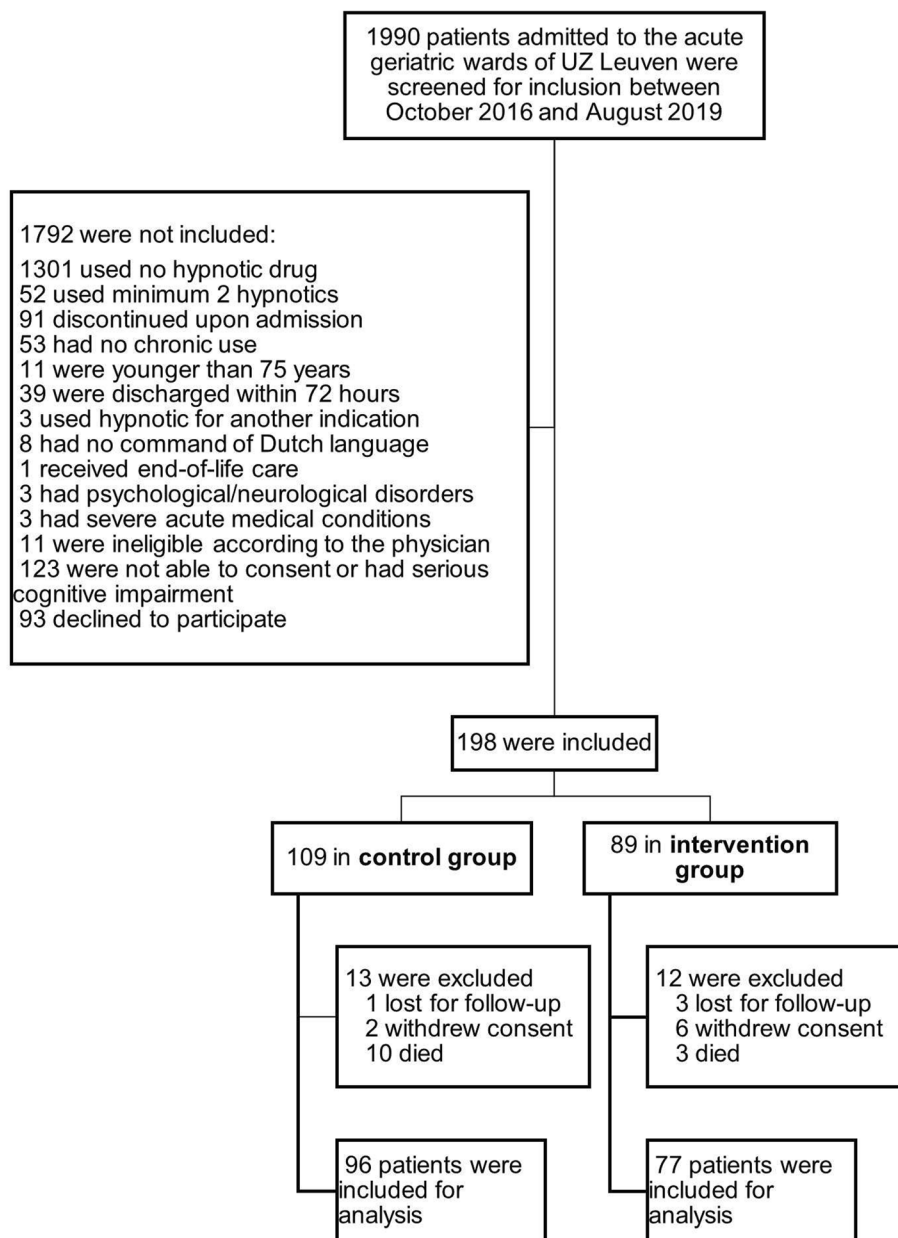 1990 patients admitted to the acute
geriatric wards of UZ Leuven were
screened for inclusion between
October 2016 and August 2019
1792 were not included:
1301 used no hypnotic drug
52 used minimum 2 hypnotics
91 discontinued upon admission
53 had no chronic use
11 were younger than 75 years
39 were discharged within 72 hours
3 used hypnotic for another indication
8 had no command of Dutch language
1 received end-of-life care
3 had psychological/neurological disorders
3 had severe acute medical conditions
11 were ineligible according to the physician
123 were not able to consent or had serious
cognitive impairment
93 declined to participate
198 were included
109 in control group
89 in intervention
group
13 were excluded
1 lost for follow-up
2 withdrew consent
10 died
12 were excluded
3 lost for follow-up
6 withdrew consent
3 died
96 patients were
included for
analysis
77 patients were
included for
analysis